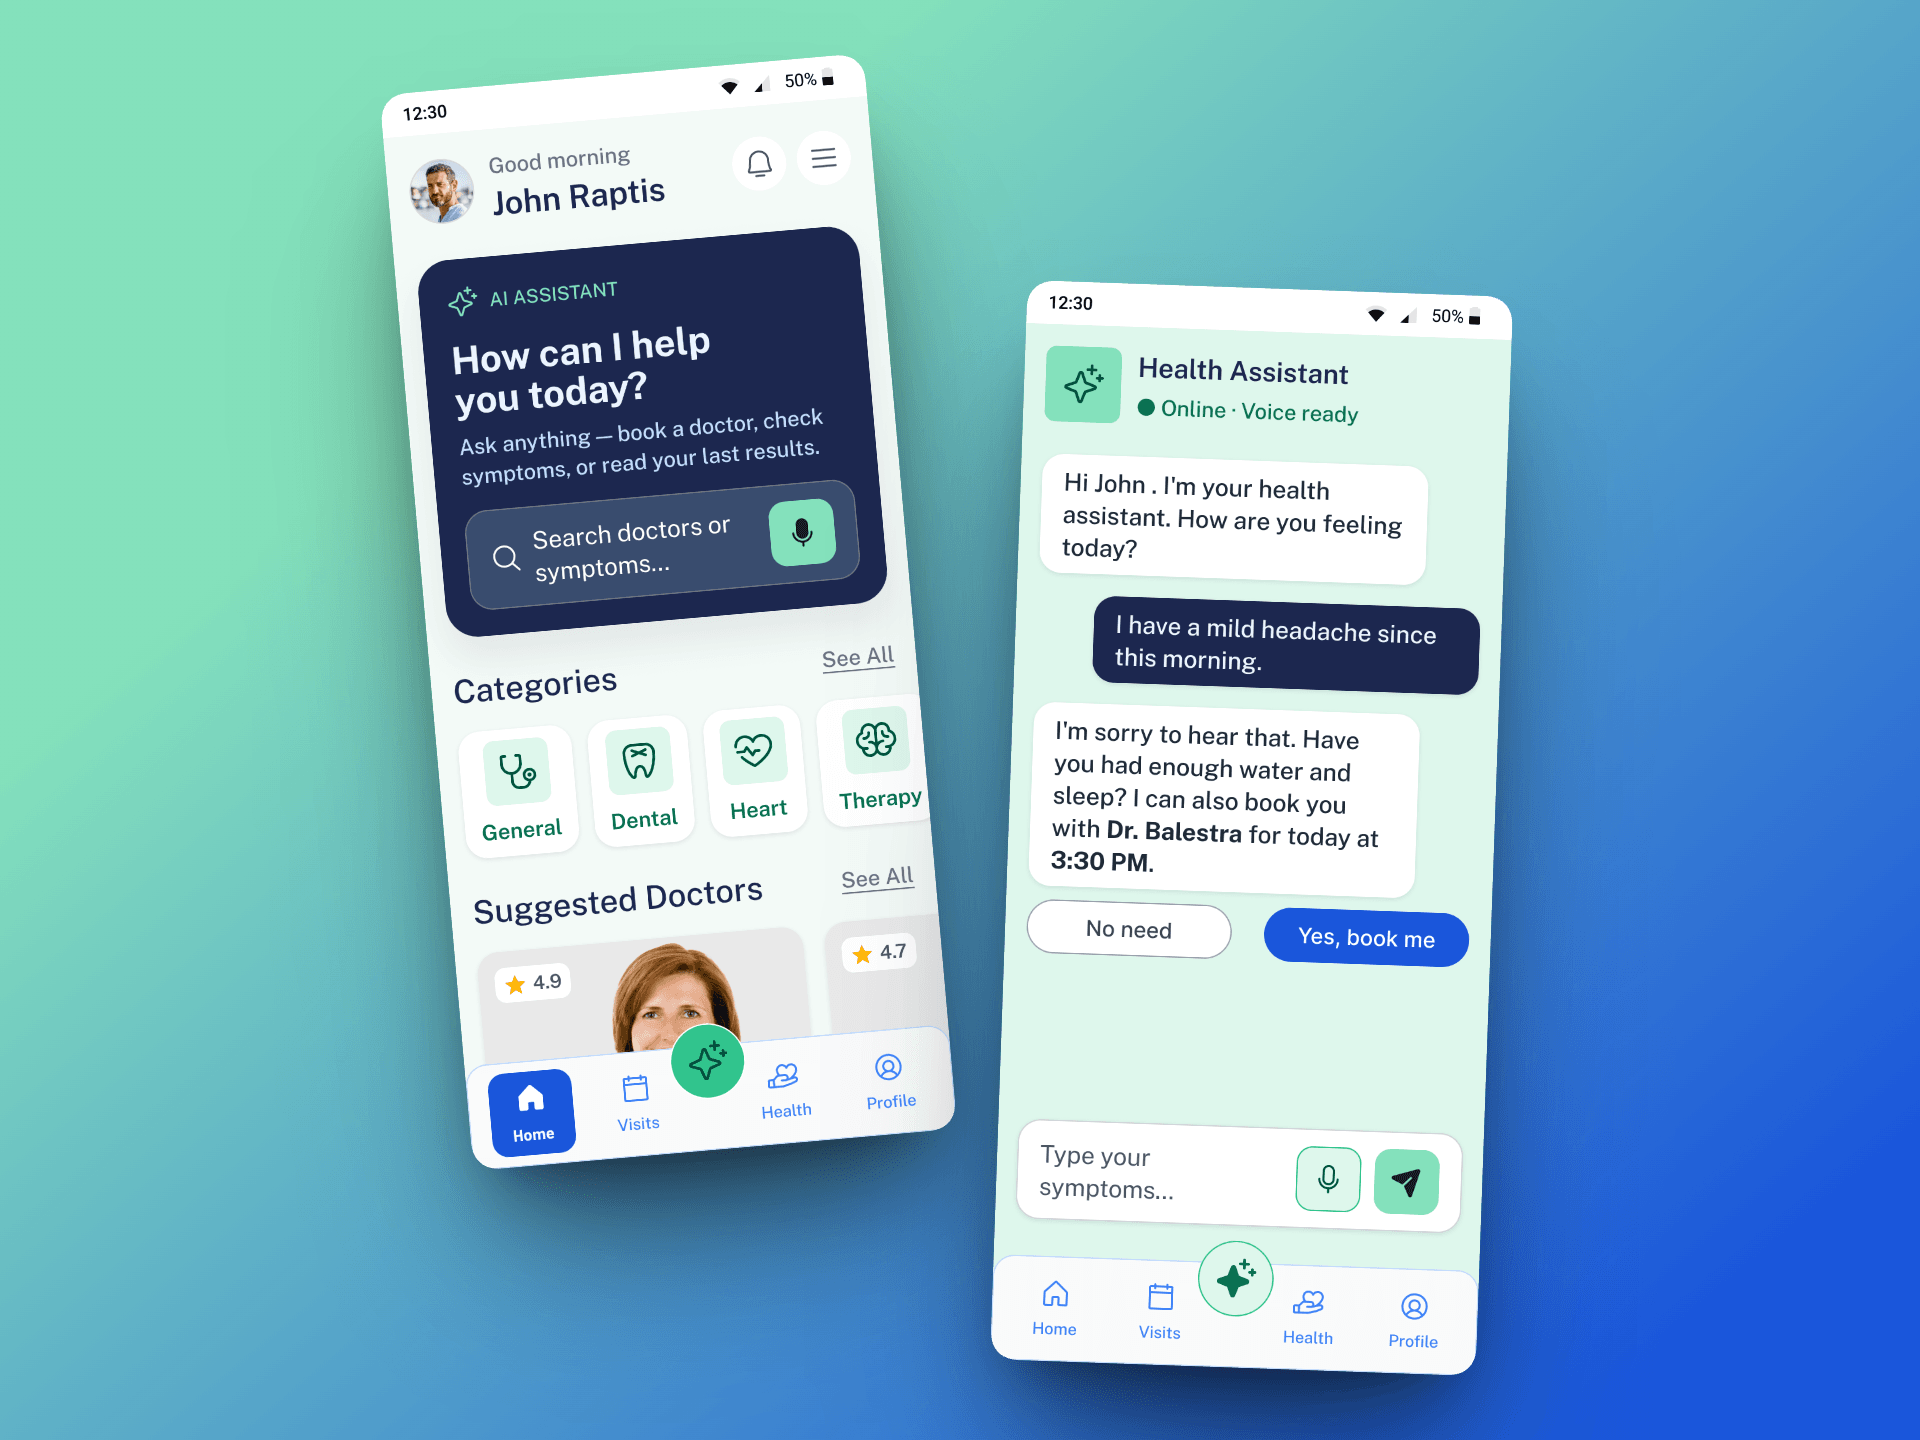 12:30
50%
Good morning
John Raptis
AI ASSISTANT
How can I help
you today?
Ask anything — book a doctor, check
symptoms, or read your last results.
Search doctors or
symptoms...
Categories
See All
General
Dental
Heart
Therapy
Suggested Doctors
See All
4.9
4.7
Home
Visits
Health
Profile
12:30
50%
Health Assistant
Online · Voice ready
Hi John . I'm your health
assistant. How are you feeling
today?
I have a mild headache since
this morning.
I'm sorry to hear that. Have
you had enough water and
sleep? I can also book you
with Dr. Balestra for today at
3:30 PM.
No need
Yes, book me
Type your
symptoms...
Home
Visits
Health
Profile